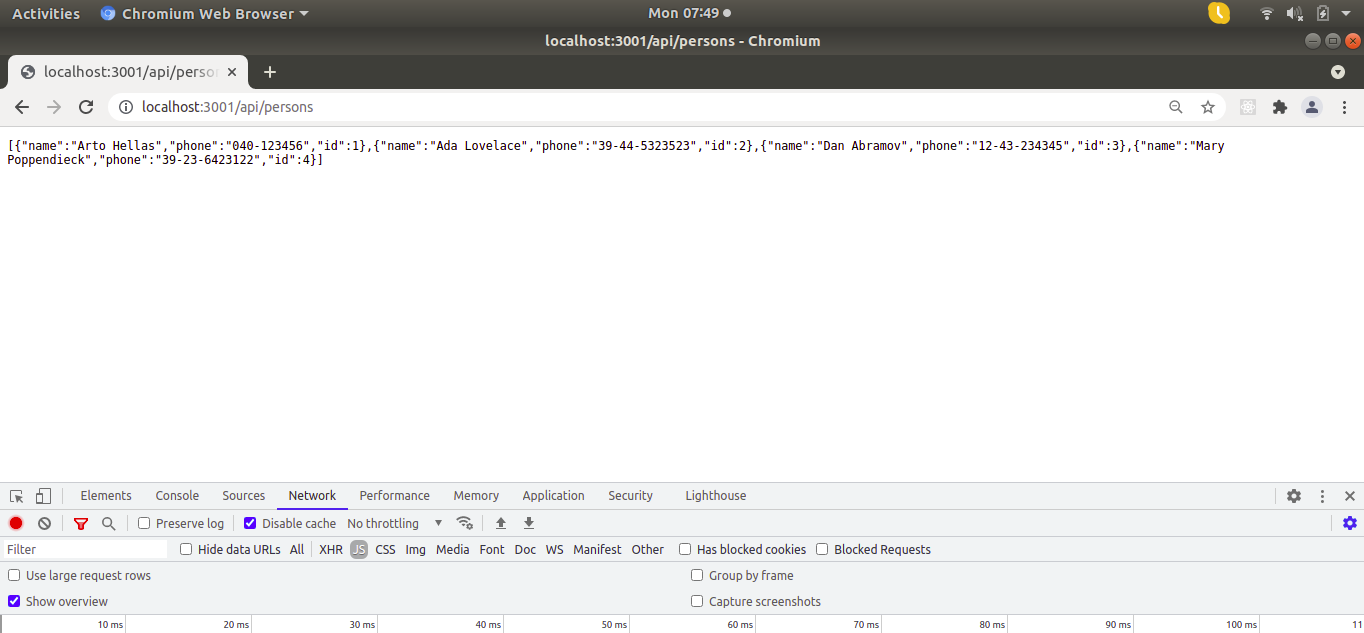 Activities Chromium Web Browser Mon 07:49
localhost:3001/api/persons - Chromium
localhost:3001/api/perso
localhost:3001/api/persons
[{"name":"Arto Hellas","phone":"040-123456","id":1},{"name":"Ada Lovelace","phone":"39-44-5323523","id":2},{"name":"Dan Abramov","phone":"12-43-234345","id":3},{"name":"Mary
Poppendieck","phone":"39-23-6423122","id":4}]
Elements Console Sources Network Performance Memory Application Security Lighthouse
Preserve log Disable cache No throttling
Filter Hide data URLs All XHR JS CSS Img Media Font Doc WS Manifest Other Has blocked cookies Blocked Requests
Use large request rows Group by frame
Show overview Capture screenshots
10 ms 20 ms 30 ms 40 ms 50 ms 60 ms 70 ms 80 ms 90 ms 100 ms 11